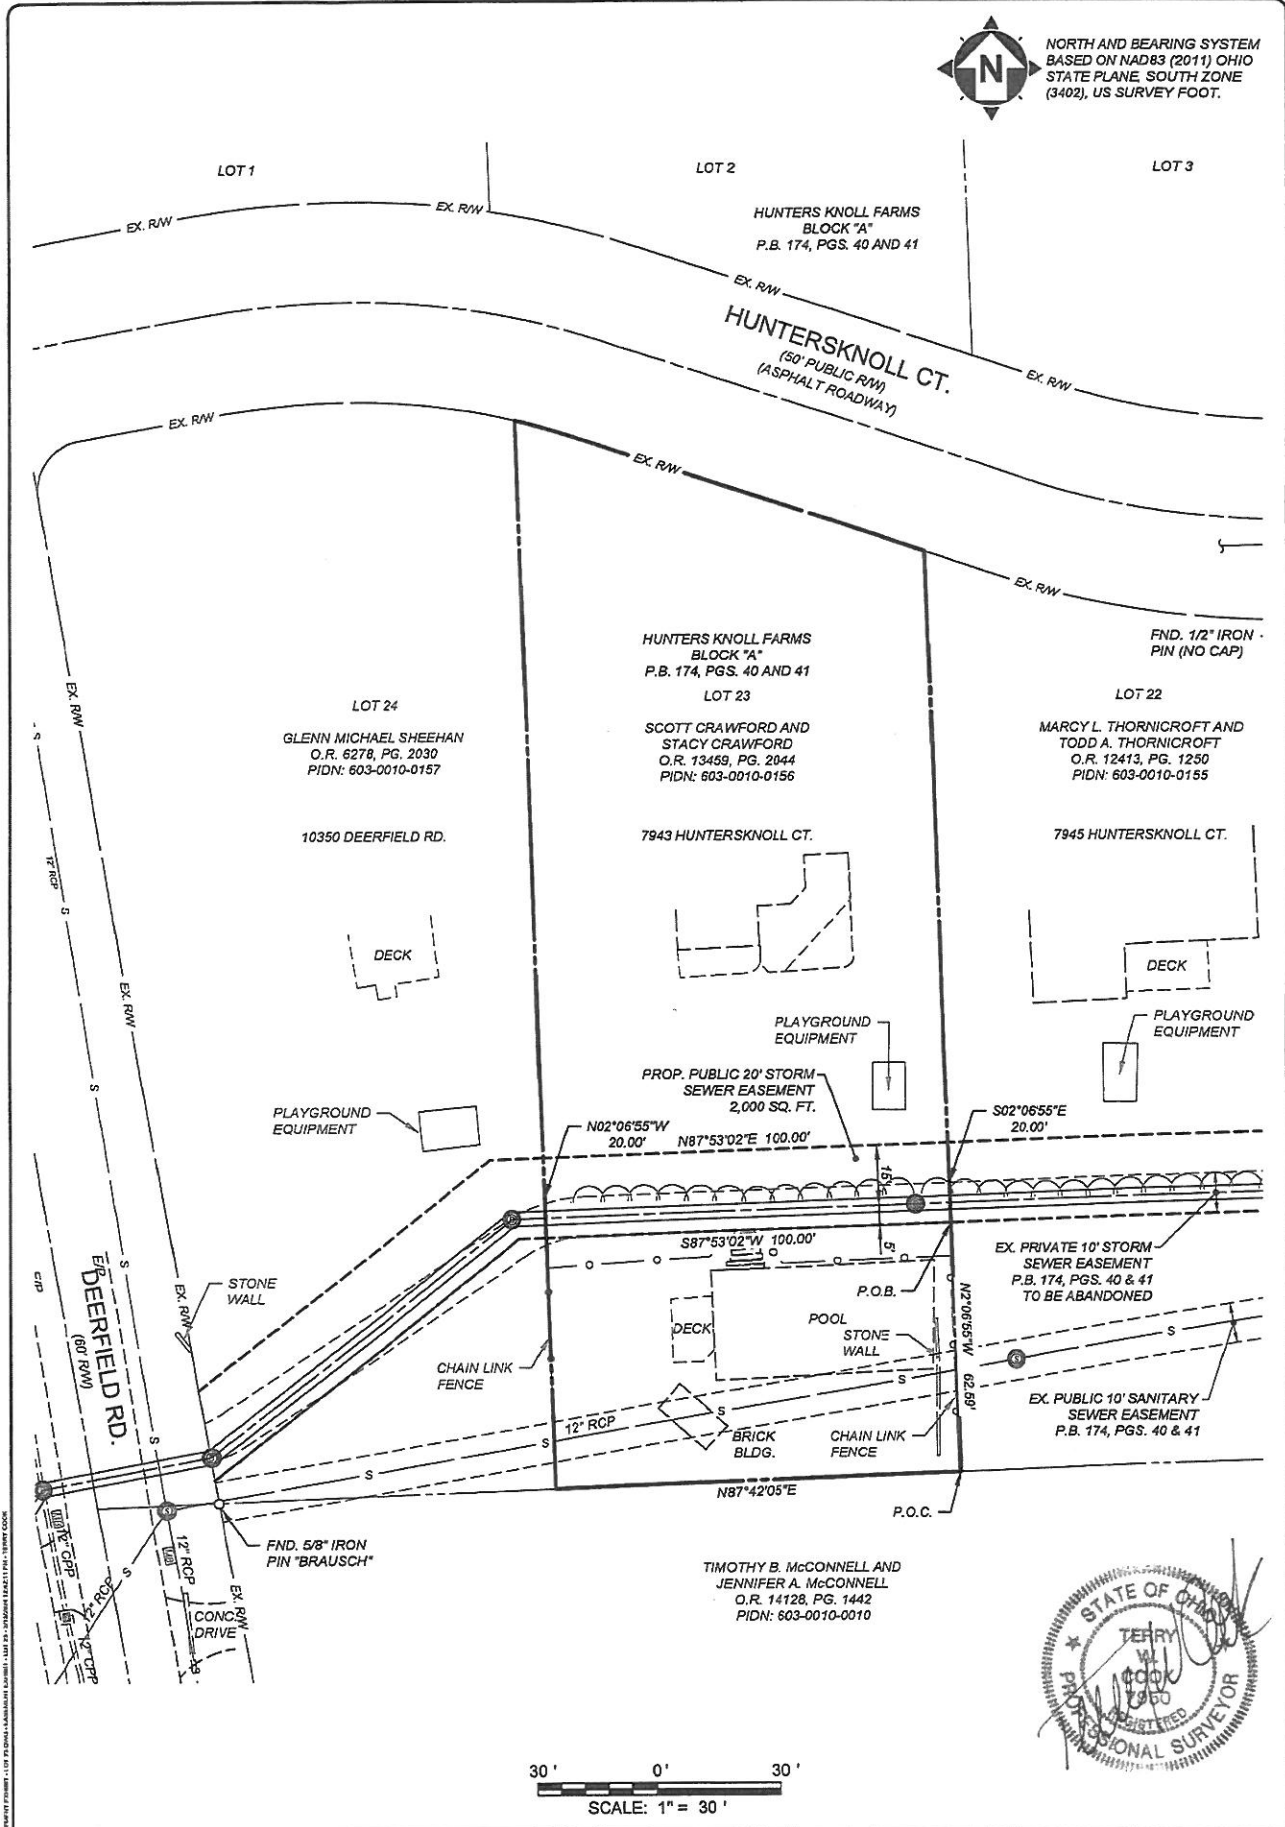 N
NORTH AND BEARING SYSTEM
BASED ON NAD83 (2011) OHIO
STATE PLANE, SOUTH ZONE
(3402), US SURVEY FOOT.
LOT 1
LOT 2
LOT 3
EX. R/W
EX. R/W
HUNTERS KNOLL FARMS
BLOCK "A"
P.B. 174, PGS. 40 AND 41
EX. R/W
HUNTERSKNOLL CT.
(50' PUBLIC R/W)
(ASPHALT ROADWAY)
EX. R/W
EX. R/W
EX. R/W
EX. R/W
FND. 1/2" IRON
PIN (NO CAP)
HUNTERS KNOLL FARMS
BLOCK "A"
P.B. 174, PGS. 40 AND 41
LOT 24
GLENN MICHAEL SHEEHAN
O.R. 6278, PG. 2030
PIDN: 603-0010-0157
10350 DEERFIELD RD.
LOT 23
SCOTT CRAWFORD AND
STACY CRAWFORD
O.R. 13459, PG. 2044
PIDN: 603-0010-0156
7943 HUNTERSKNOLL CT.
LOT 22
MARCY L. THORNICROFT AND
TODD A. THORNICROFT
O.R. 12413, PG. 1250
PIDN: 603-0010-0155
7945 HUNTERSKNOLL CT.
EX. R/W
S
12" RCP
S
EX. R/W
S
DECK
DECK
PLAYGROUND
EQUIPMENT
PLAYGROUND
EQUIPMENT
PROP. PUBLIC 20' STORM
SEWER EASEMENT
2,000 SQ. FT.
PLAYGROUND
EQUIPMENT
N02°06'55"W
20.00'
N87°53'02"E 100.00'
S02°06'55"E
20.00'
15'
S87°53'02"W 100.00'
5'
EX. PRIVATE 10' STORM
SEWER EASEMENT
P.B. 174, PGS. 40 & 41
TO BE ABANDONED
P.O.B.
E/P
E/P
S
DEERFIELD RD.
(60' R/W)
EX. R/W
STONE
WALL
DECK
POOL
STONE
WALL
N2°06'55"W 62.59'
S
S
CHAIN LINK
FENCE
EX. PUBLIC 10' SANITARY
SEWER EASEMENT
P.B. 174, PGS. 40 & 41
S
S
12" RCP
S
S
BRICK
BLDG.
CHAIN LINK
FENCE
S
N87°42'05"E
P.O.C.
S
FND. 5/8" IRON
PIN "BRAUSCH"
12" CPP
12" RCP
S
12" RCP
12" CPP
CONC.
DRIVE
EX. R/W
TIMOTHY B. McCONNELL AND
JENNIFER A. McCONNELL
O.R. 14128, PG. 1442
PIDN: 603-0010-0010
STATE OF OHIO
TERRY
W.
COOK
7950
REGISTERED
PROFESSIONAL SURVEYOR
30 '
0'
30 '
SCALE: 1" = 30 '